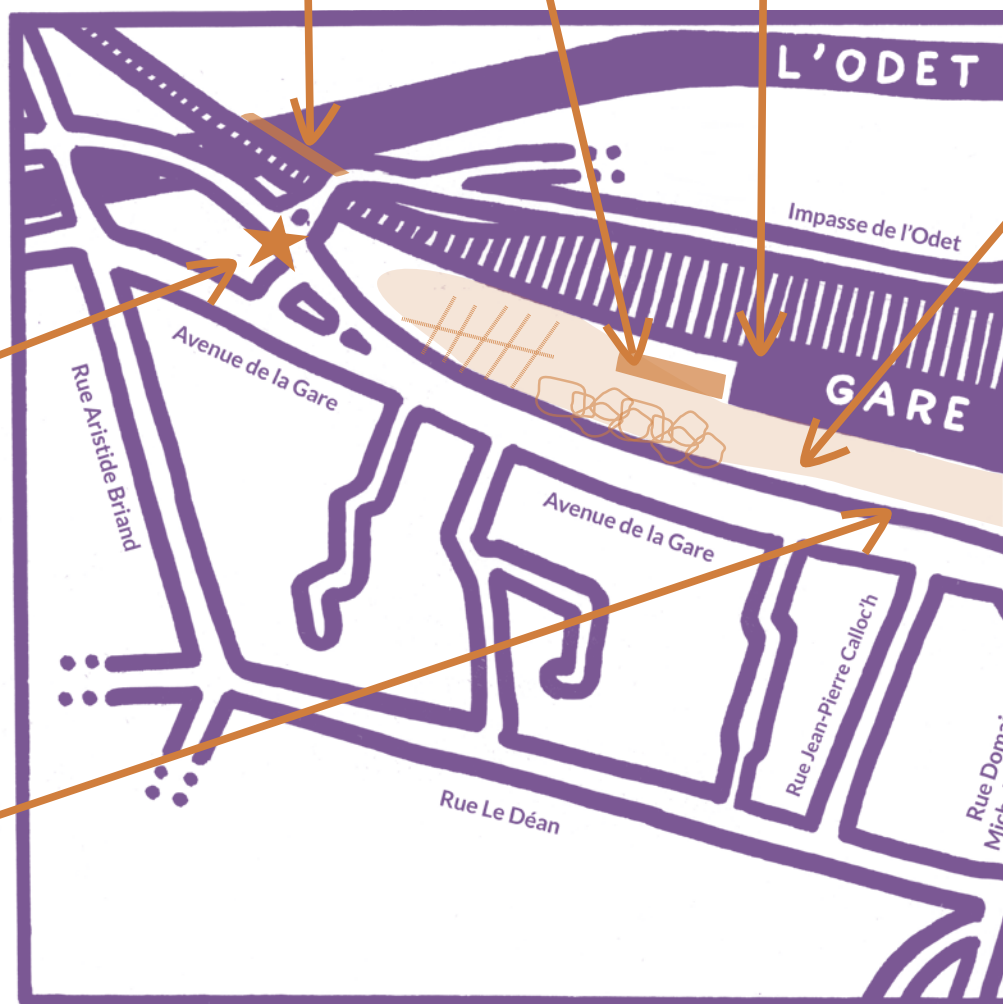 L'ODET
Impasse de l'Odet
GARE
Avenue de la Gare
Rue Aristide Briand
Avenue de la Gare
Rue Jean-Pierre Calloc'h
Rue
Rue Le Déan